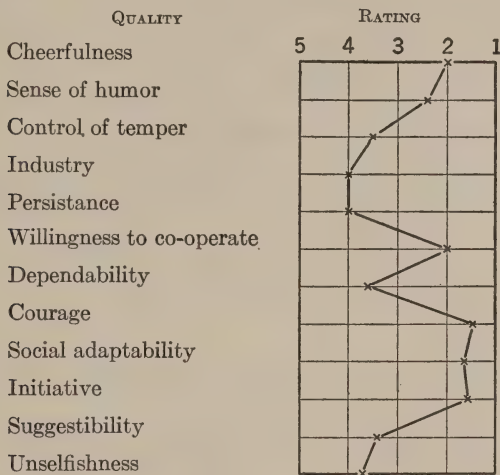 QUALITY RATING
5 4 3 2 1
Cheerfulness
Sense of humor
Control of temper
Industry
Persistance
Willingness to co-operate
Dependability
Courage
Social adaptability
Initiative
Suggestibility
Unselfishness